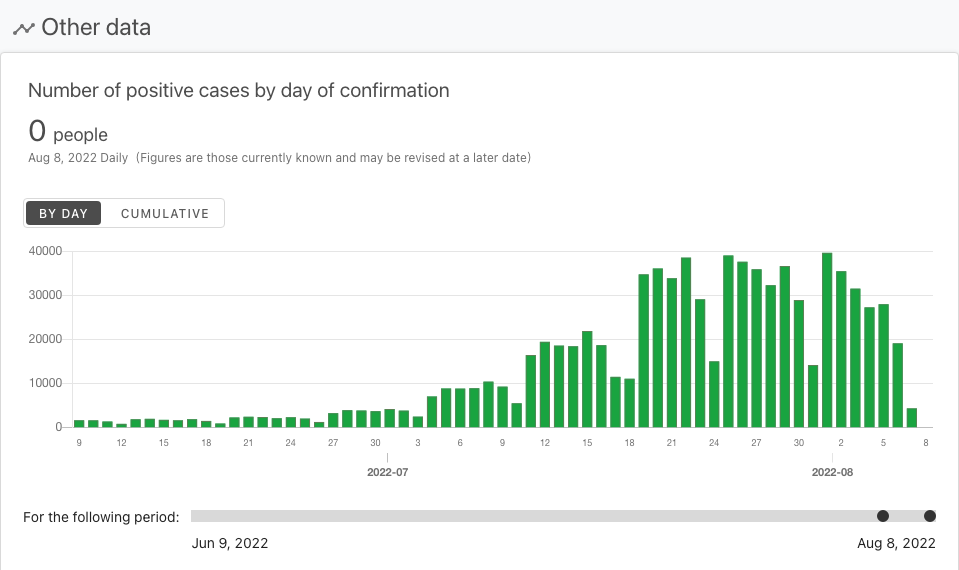 Other data
Number of positive cases by day of confirmation
0 people
Aug 8, 2022 Daily (Figures are those currently known and may be revised at a later date)
BY DAY CUMULATIVE
40000
30000
20000
10000
0
9 12 15 18 21 24 27 30 3 6 9 12 15 18 21 24 27 30 2 5 8
2022-07 2022-08
For the following period:
Jun 9, 2022 Aug 8, 2022